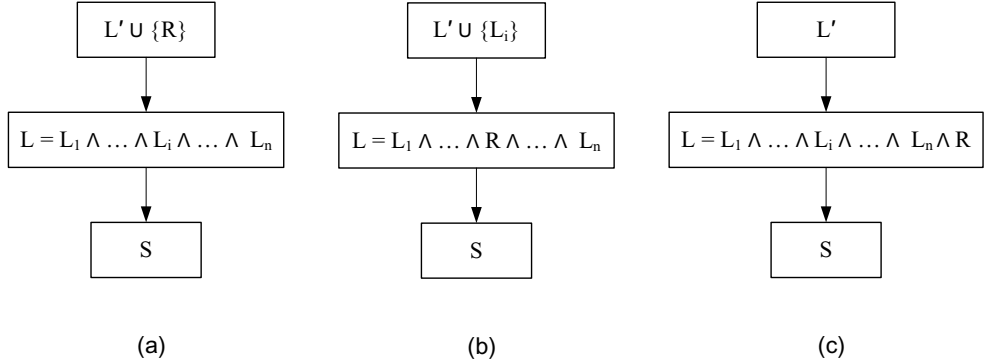 L′ ∪ {R}
L′ ∪ {Lᵢ}
L′
L = L₁ ∧ … ∧ Lᵢ ∧ … ∧ Lₙ
L = L₁ ∧ … ∧ R ∧ … ∧ Lₙ
L = L₁ ∧ … ∧ Lᵢ ∧ … ∧ Lₙ ∧ R
S
S
S
(a)
(b)
(c)